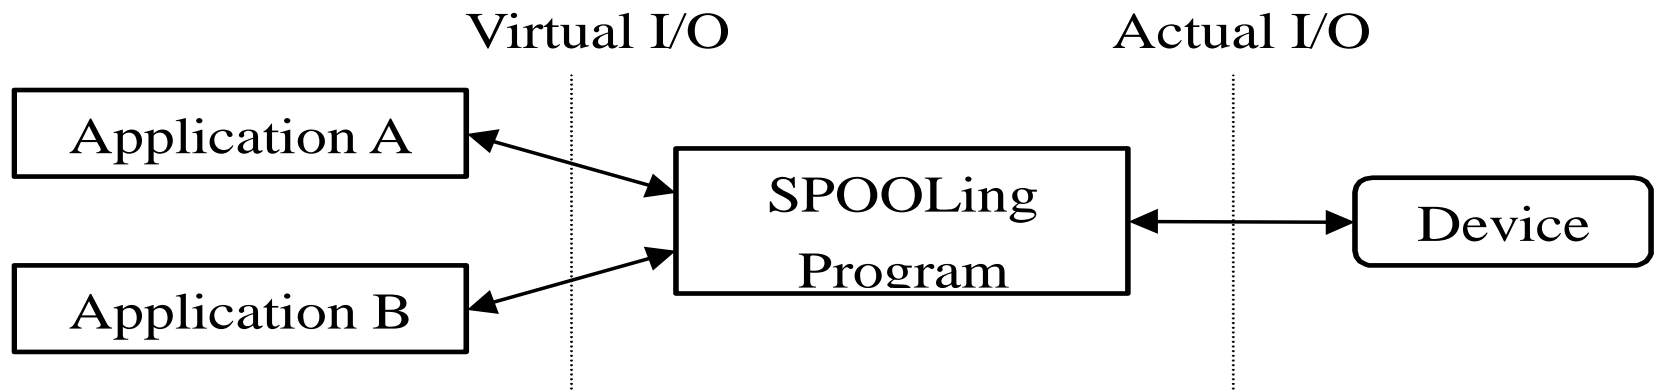 Virtual I/O
Actual I/O
Application A
SPOOLing
Program
Device
Application B